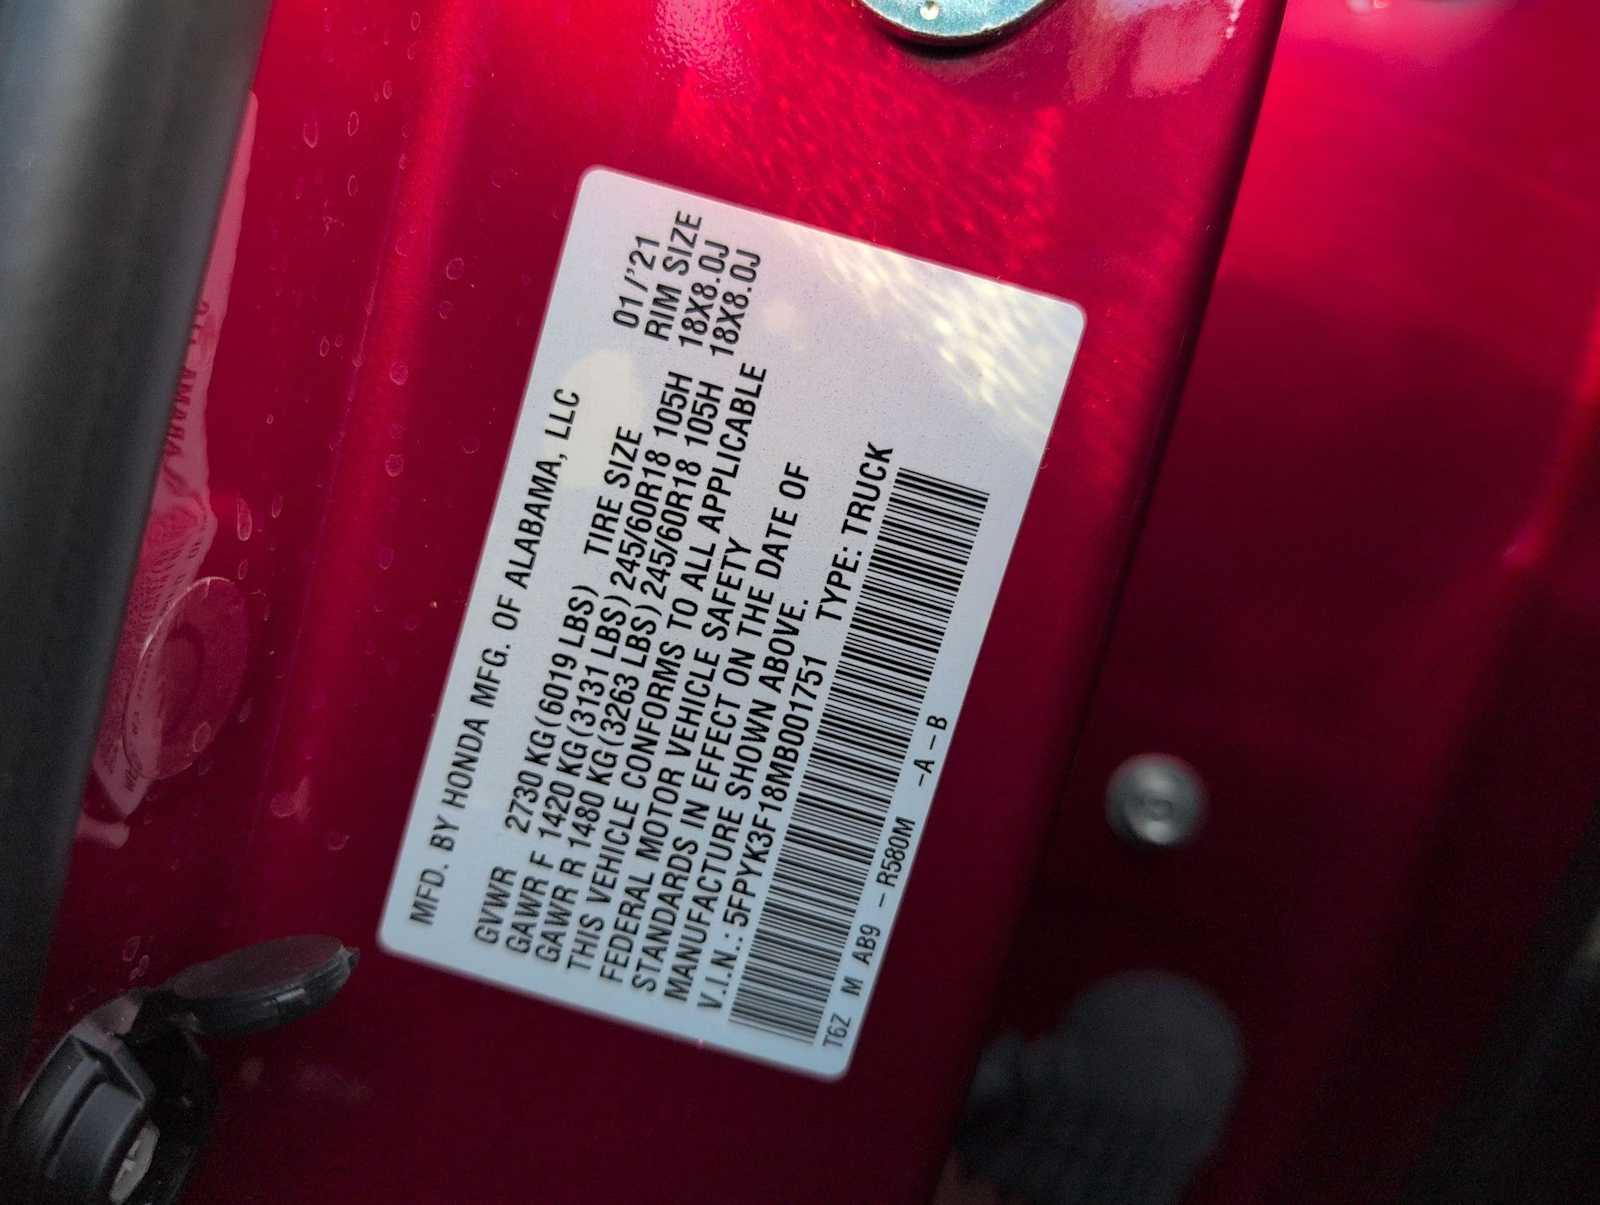 MFD. BY HONDA MFG. OF ALABAMA, LLC 01/'21
GVWR 2730 KG(6019 LBS) TIRE SIZE RIM SIZE
GAWR F 1420 KG(3131 LBS) 245/60R18 105H 18X8.0J
GAWR R 1480 KG(3263 LBS) 245/60R18 105H 18X8.0J
THIS VEHICLE CONFORMS TO ALL APPLICABLE
FEDERAL MOTOR VEHICLE SAFETY
STANDARDS IN EFFECT ON THE DATE OF
MANUFACTURE SHOWN ABOVE.
V.I.N.: 5FPYK3F18MB001751 TYPE: TRUCK
T6Z M AB9 - R580M -A-B